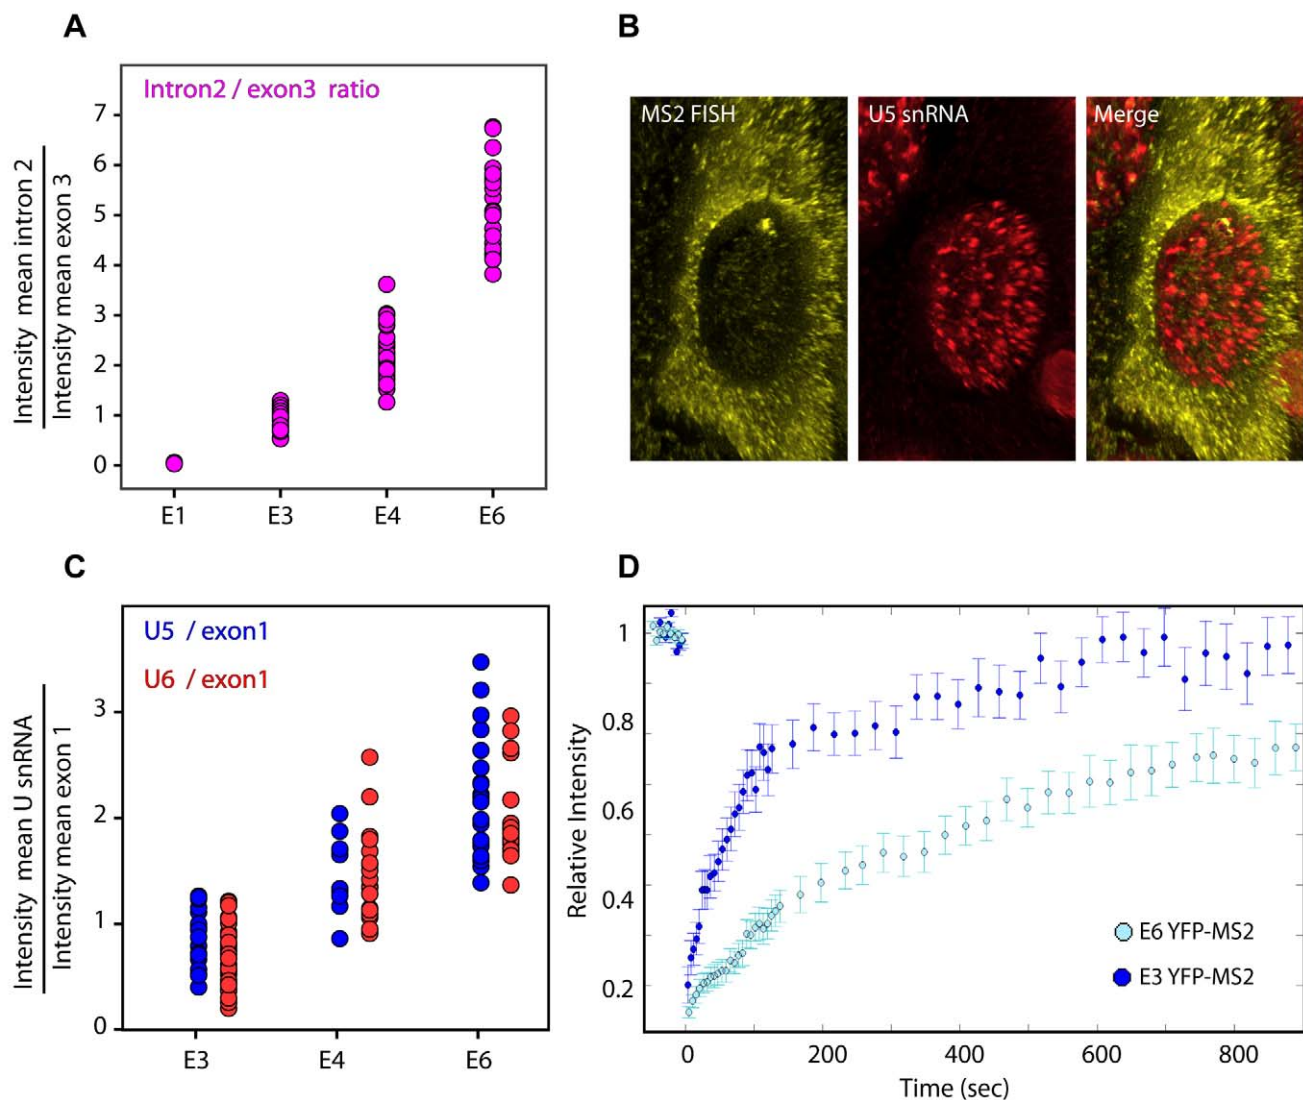 A
Intron2 / exon3 ratio
Intensity mean intron 2
Intensity mean exon 3
7
6
5
4
3
2
1
0
E1 E3 E4 E6
B
MS2 FISH
U5 snRNA
Merge
C
U5 / exon1
U6 / exon1
Intensity mean U snRNA
Intensity mean exon 1
3
2
1
0
E3 E4 E6
D
Relative Intensity
1
0.8
0.6
0.4
0.2
E6 YFP-MS2
E3 YFP-MS2
0 200 400 600 800
Time (sec)